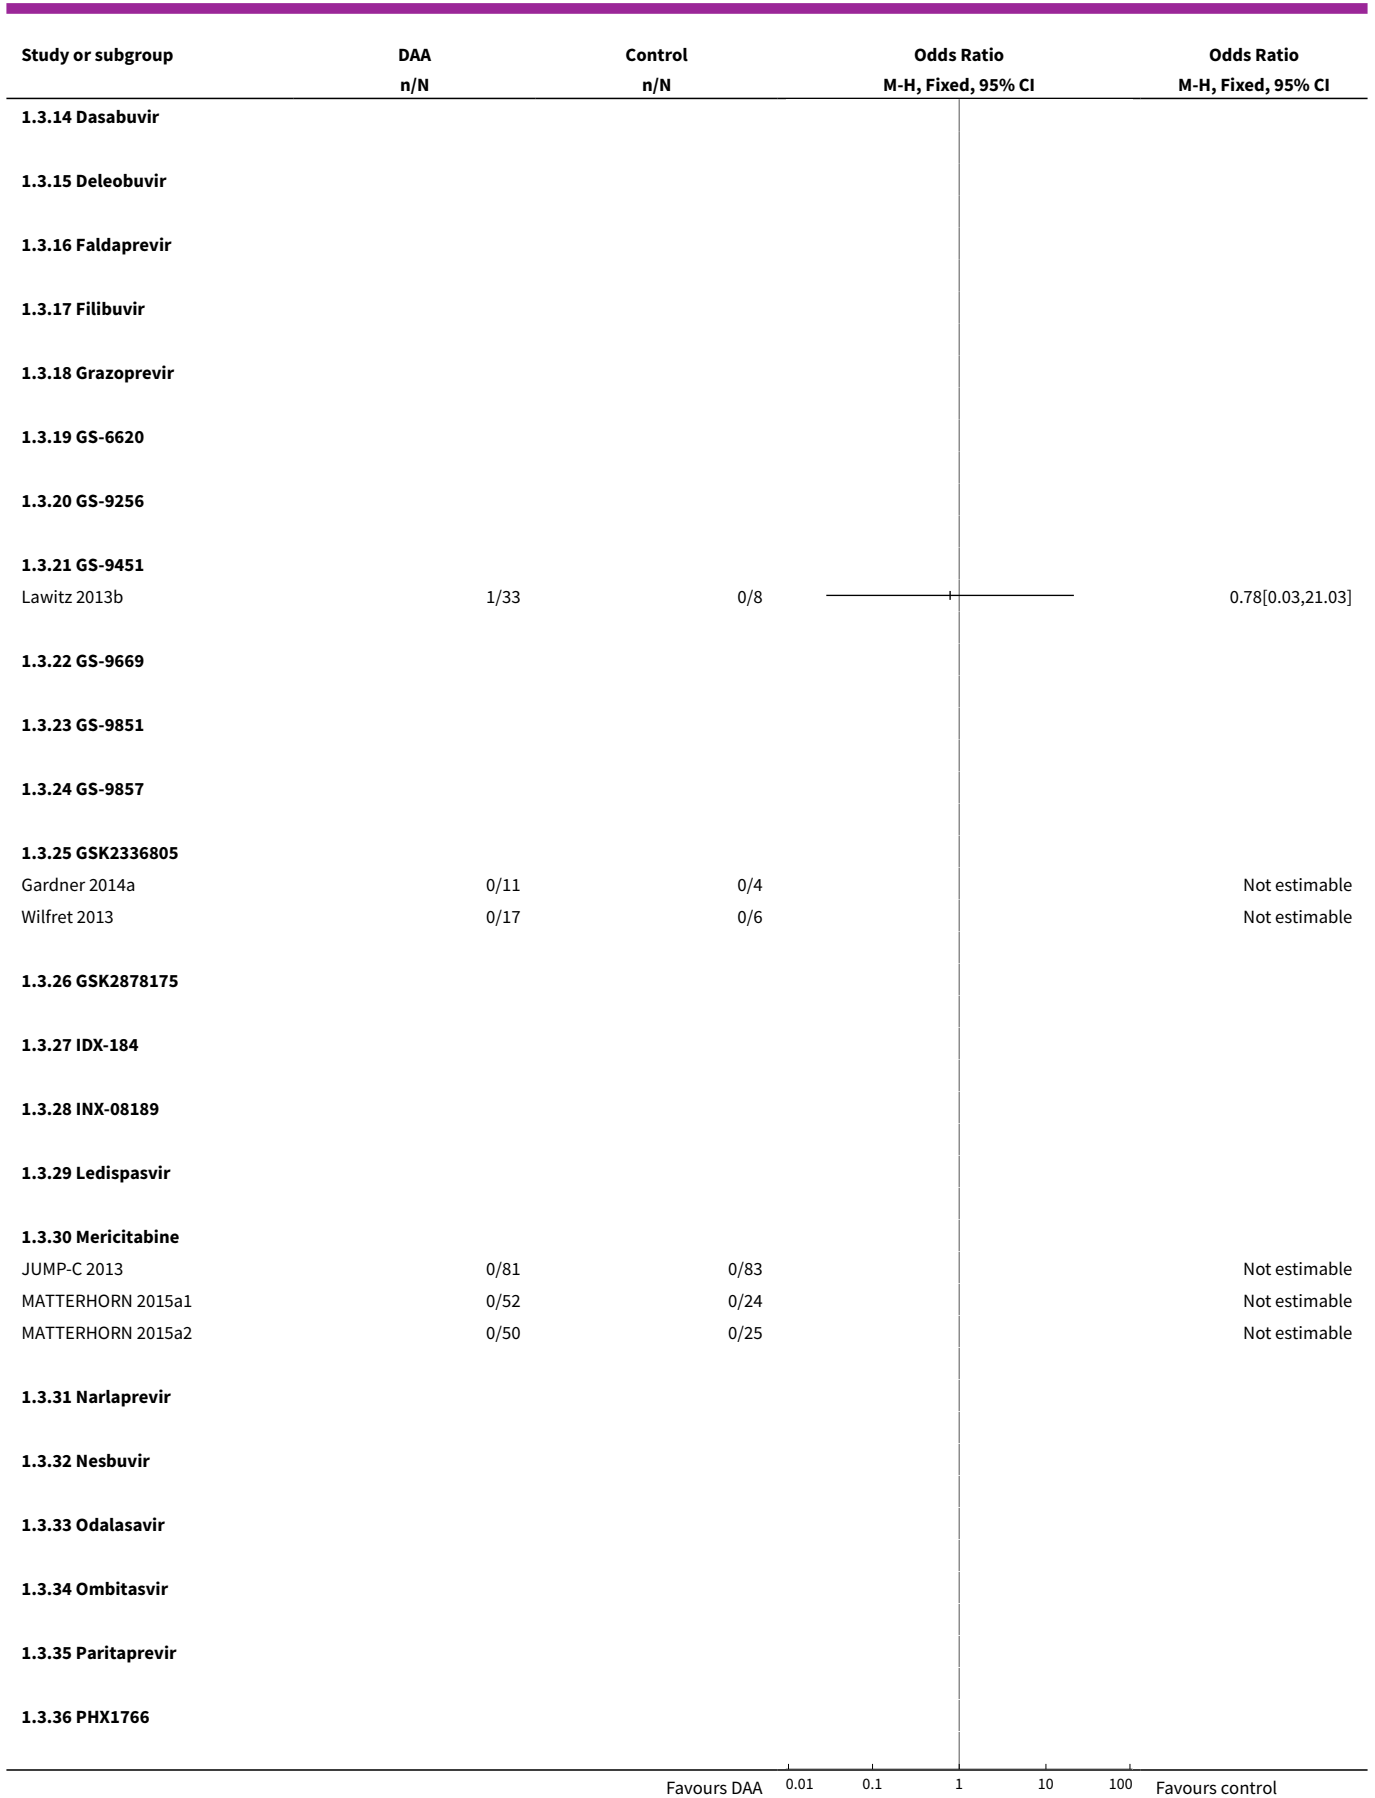 Study or subgroup DAA Control Odds Ratio Odds Ratio
n/N n/N M-H, Fixed, 95% CI M-H, Fixed, 95% CI
1.3.14 Dasabuvir
1.3.15 Deleobuvir
1.3.16 Faldaprevir
1.3.17 Filibuvir
1.3.18 Grazoprevir
1.3.19 GS-6620
1.3.20 GS-9256
1.3.21 GS-9451
Lawitz 2013b 1/33 0/8 0.78[0.03,21.03]
1.3.22 GS-9669
1.3.23 GS-9851
1.3.24 GS-9857
1.3.25 GSK2336805
Gardner 2014a 0/11 0/4 Not estimable
Wilfret 2013 0/17 0/6 Not estimable
1.3.26 GSK2878175
1.3.27 IDX-184
1.3.28 INX-08189
1.3.29 Ledispasvir
1.3.30 Mericitabine
JUMP-C 2013 0/81 0/83 Not estimable
MATTERHORN 2015a1 0/52 0/24 Not estimable
MATTERHORN 2015a2 0/50 0/25 Not estimable
1.3.31 Narlaprevir
1.3.32 Nesbuvir
1.3.33 Odalasavir
1.3.34 Ombitasvir
1.3.35 Paritaprevir
1.3.36 PHX1766
Favours DAA 0.01 0.1 1 10 100 Favours control